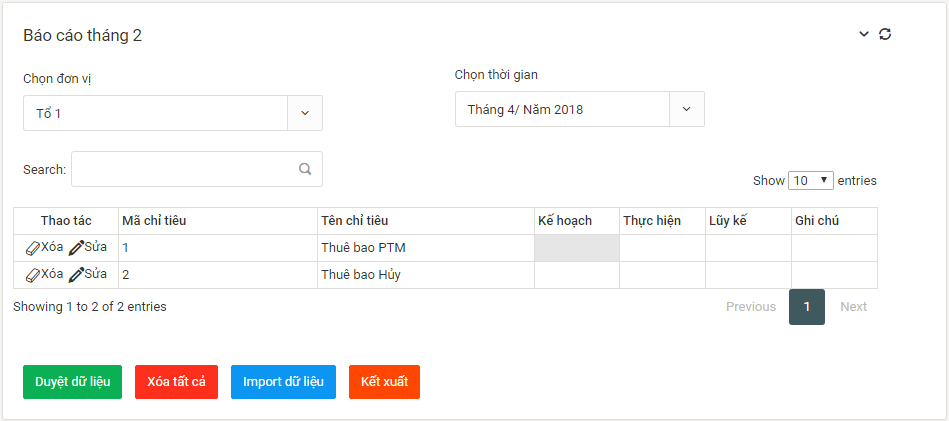 Báo cáo tháng 2
Chọn đơn vị
Chọn thời gian
Tổ 1
Tháng 4/ Năm 2018
Search:
Show 10 entries
Thao tác Mã chỉ tiêu Tên chỉ tiêu Kế hoạch Thực hiện Lũy kế Ghi chú
Xóa Sửa 1 Thuê bao PTM
Xóa Sửa 2 Thuê bao Hủy
Showing 1 to 2 of 2 entries
Previous 1 Next
Duyệt dữ liệu Xóa tất cả Import dữ liệu Kết xuất